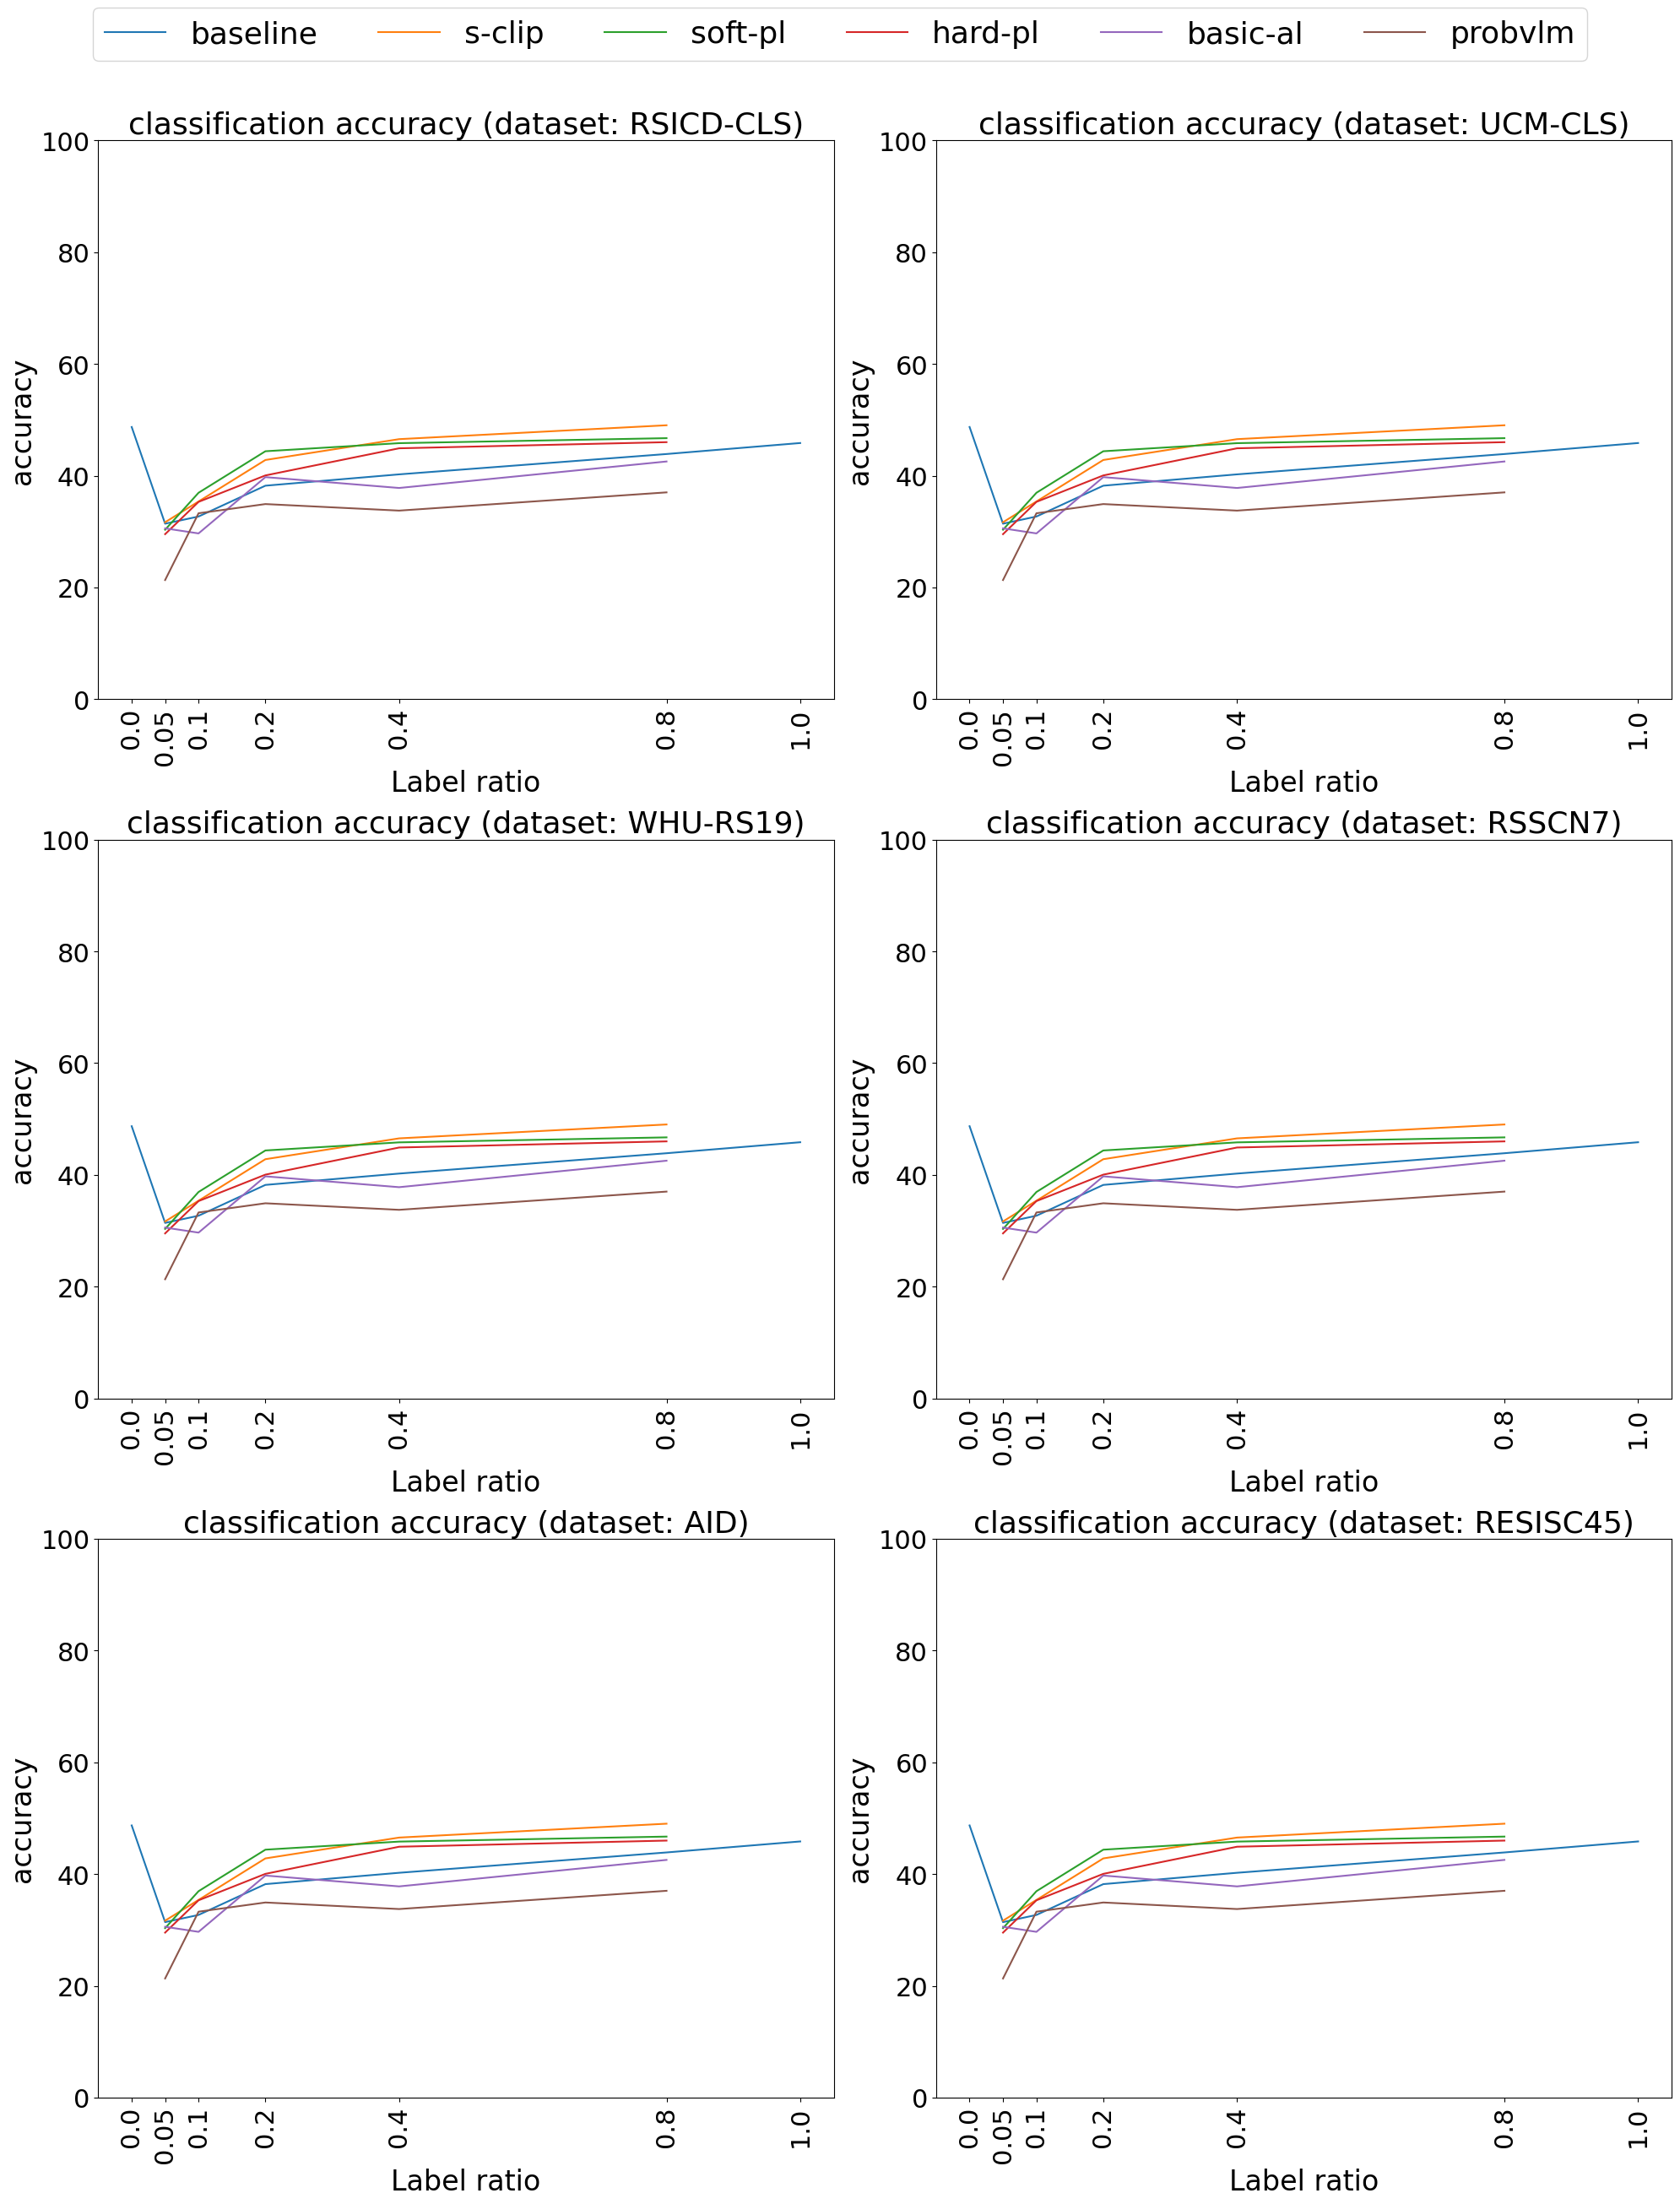 baseline s-clip soft-pl hard-pl basic-al probvlm
classification accuracy (dataset: RSICD-CLS)
100
80
60
40
20
0
accuracy
0.0 0.05 0.1 0.2 0.4 0.8 1.0
Label ratio
classification accuracy (dataset: UCM-CLS)
100
80
60
40
20
0
accuracy
0.0 0.05 0.1 0.2 0.4 0.8 1.0
Label ratio
classification accuracy (dataset: WHU-RS19)
100
80
60
40
20
0
accuracy
0.0 0.05 0.1 0.2 0.4 0.8 1.0
Label ratio
classification accuracy (dataset: RSSCN7)
100
80
60
40
20
0
accuracy
0.0 0.05 0.1 0.2 0.4 0.8 1.0
Label ratio
classification accuracy (dataset: AID)
100
80
60
40
20
0
accuracy
0.0 0.05 0.1 0.2 0.4 0.8 1.0
Label ratio
classification accuracy (dataset: RESISC45)
100
80
60
40
20
0
accuracy
0.0 0.05 0.1 0.2 0.4 0.8 1.0
Label ratio